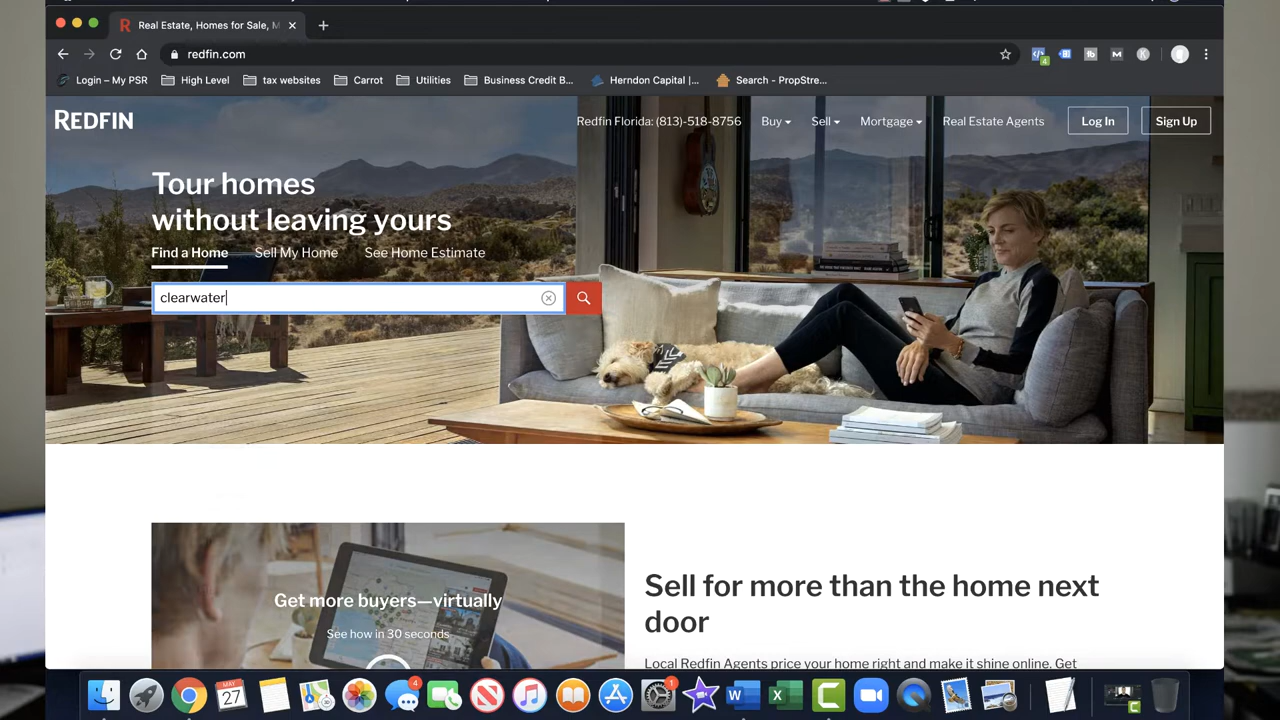 Real Estate, Homes for Sale, M
redfin.com
4
fb
M
K
Login – My PSR
High Level
tax websites
Carrot
Utilities
Business Credit B...
Herndon Capital |...
Search - PropStre...
REDFIN
Redfin Florida: (813)-518-8756
Buy
Sell
Mortgage
Real Estate Agents
Log In
Sign Up
Tour homes
without leaving yours
Find a Home
Sell My Home
See Home Estimate
clearwater
Get more buyers—virtually
See how in 30 seconds
Sell for more than the home next
door
Local Redfin Agents price your home right and make it shine online. Get
MAY
27
4
1
W
X
C